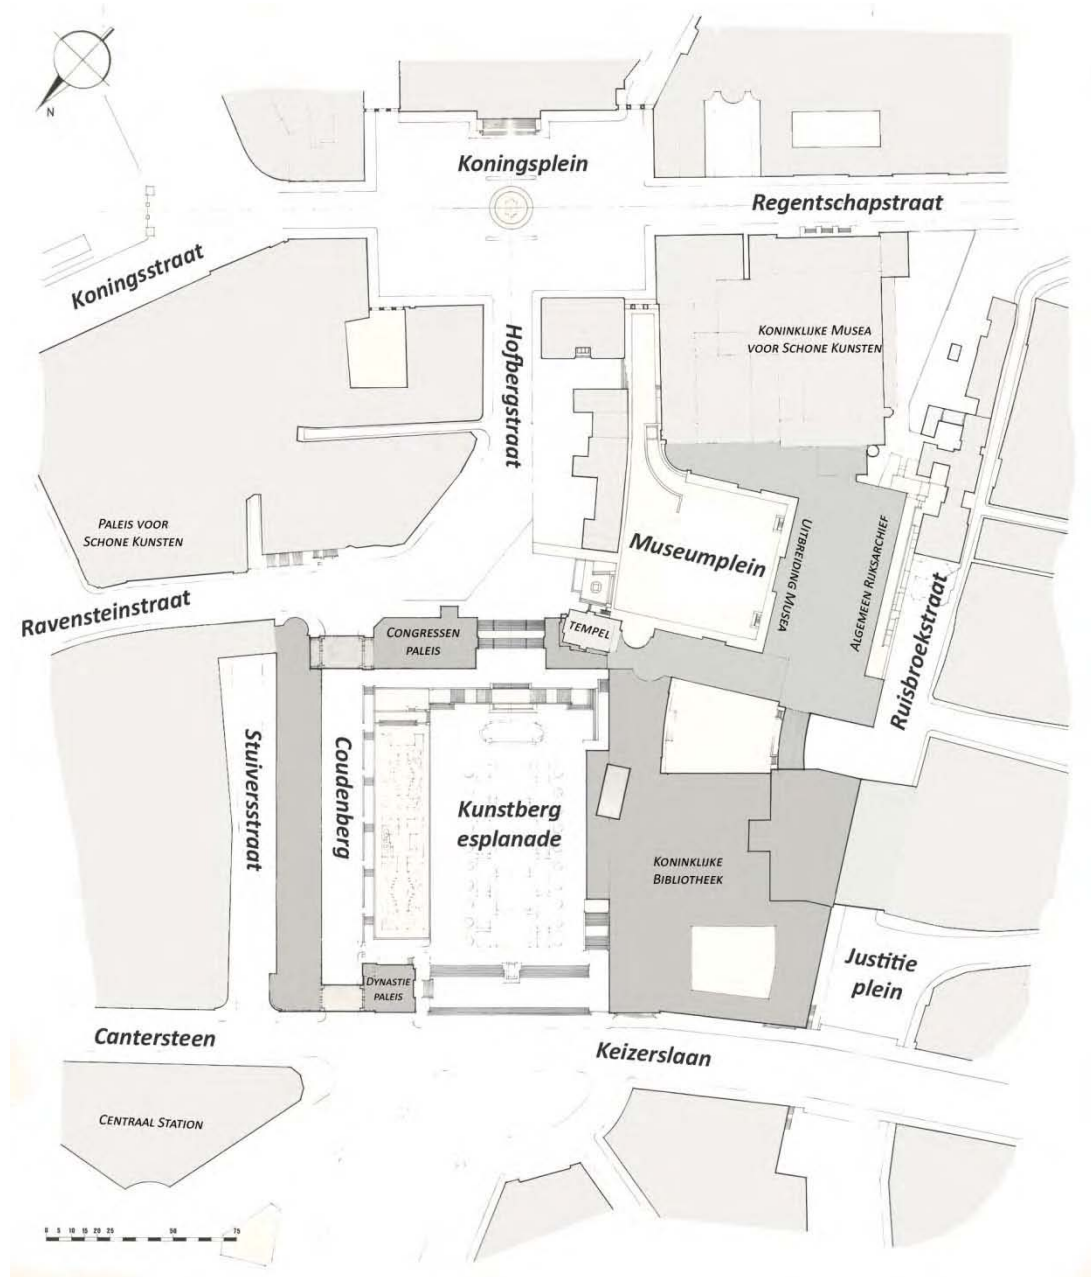 N
Koningsplein
Regentschapstraat
Koningsstraat
Hofbergstraat
Koninklijke Musea
voor Schone Kunsten
Paleis voor
Schone Kunsten
Museumplein
Uitbreiding Musea
Algemeen Rijksarchief
Ravensteinstraat
Congressen
paleis
Tempel
Ruisbroekstraat
Stuiversstraat
Coudenberg
Kunstberg
esplanade
Koninklijke
Bibliotheek
Justitie
plein
Dynastie
paleis
Cantersteen
Keizerslaan
Centraal Station
0 5 10 15 20 25 50 75